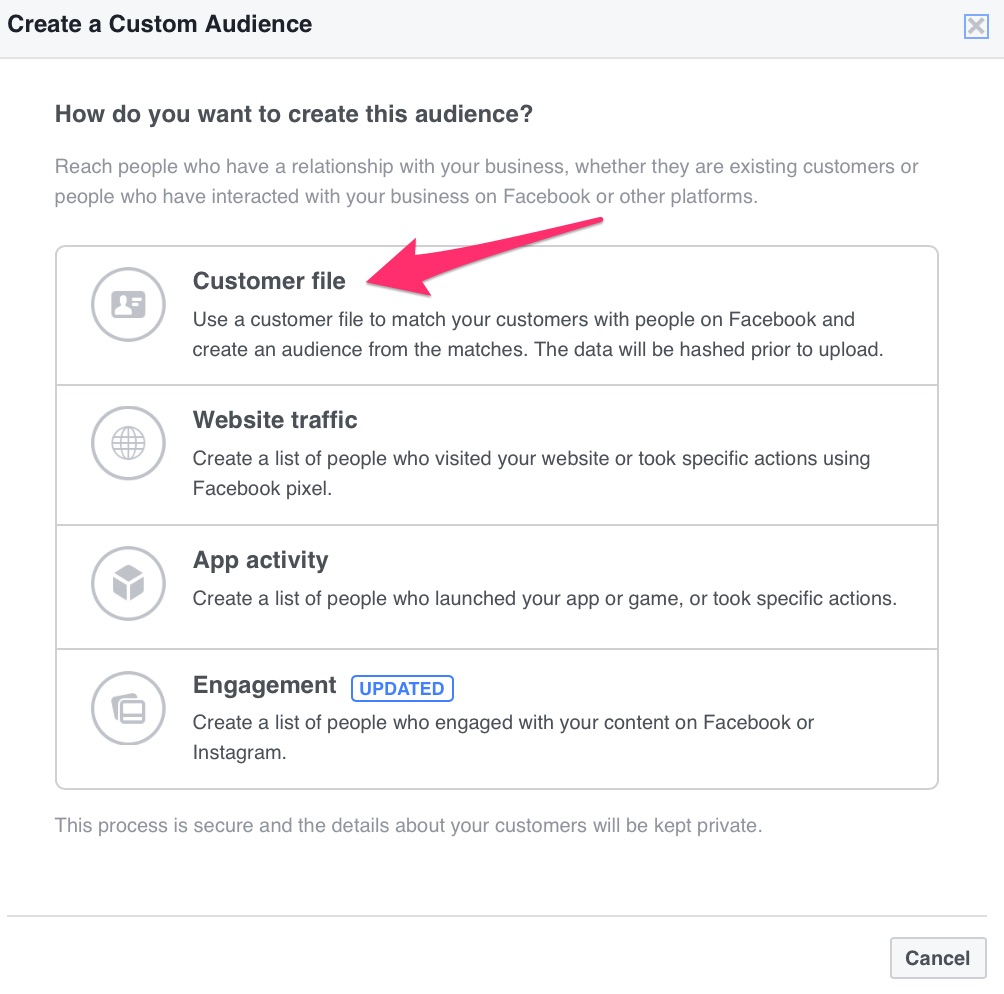 Create a Custom Audience
How do you want to create this audience?
Reach people who have a relationship with your business, whether they are existing customers or
people who have interacted with your business on Facebook or other platforms.
Customer file
Use a customer file to match your customers with people on Facebook and
create an audience from the matches. The data will be hashed prior to upload.
Website traffic
Create a list of people who visited your website or took specific actions using
Facebook pixel.
App activity
Create a list of people who launched your app or game, or took specific actions.
Engagement UPDATED
Create a list of people who engaged with your content on Facebook or
Instagram.
This process is secure and the details about your customers will be kept private.
Cancel